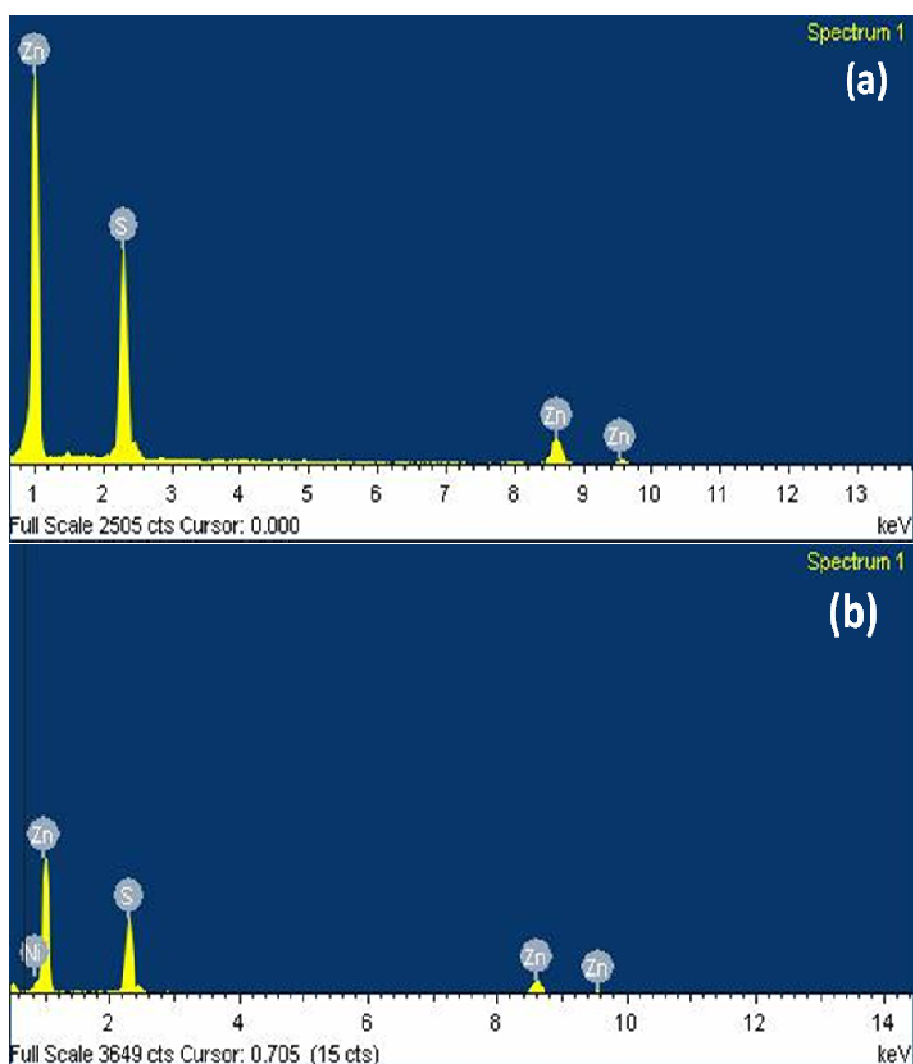 Spectrum 1
(a)
Zn
S
Zn
Zn
1 2 3 4 5 6 7 8 9 10 11 12 13
Full Scale 2505 cts Cursor: 0.000 keV
Spectrum 1
(b)
Zn
S
Ni
Zn
Zn
2 4 6 8 10 12 14
Full Scale 3649 cts Cursor: 0.705 (15 cts) keV